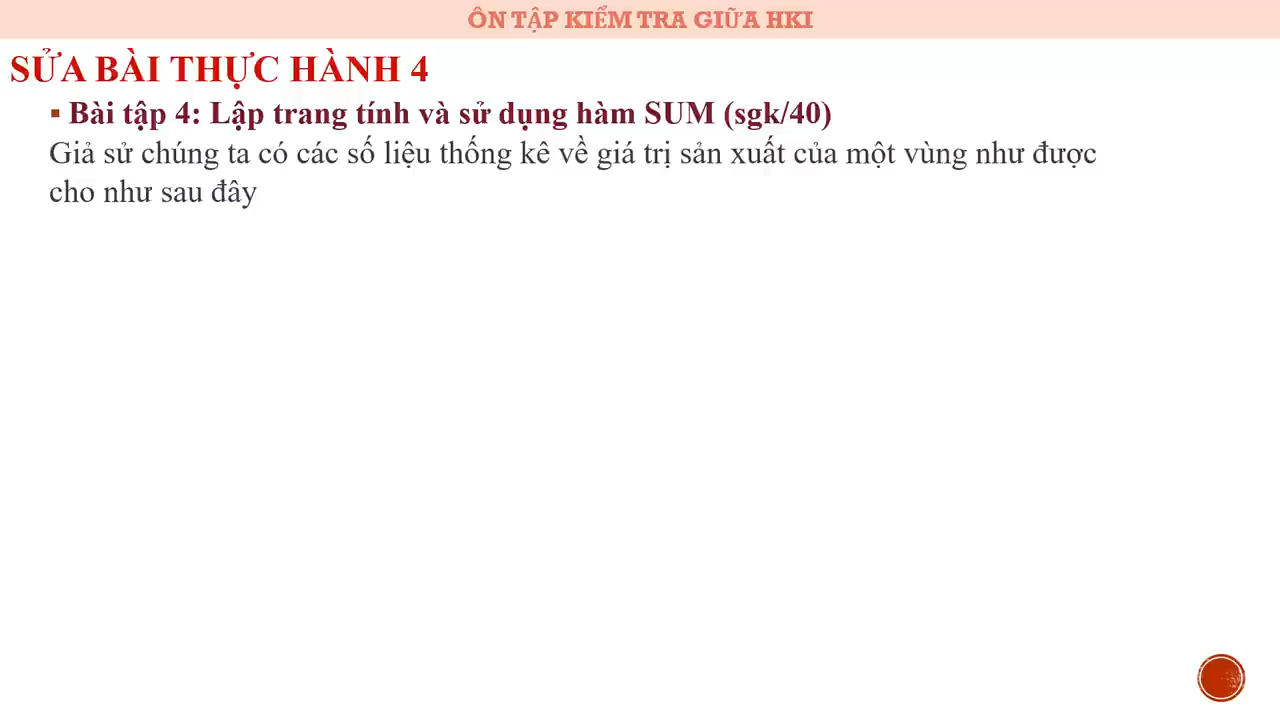 ÔN TẬP KIỂM TRA GIỮA HKI
SỬA BÀI THỰC HÀNH 4
▪ Bài tập 4: Lập trang tính và sử dụng hàm SUM (sgk/40)
Giả sử chúng ta có các số liệu thống kê về giá trị sản xuất của một vùng như được
cho như sau đây